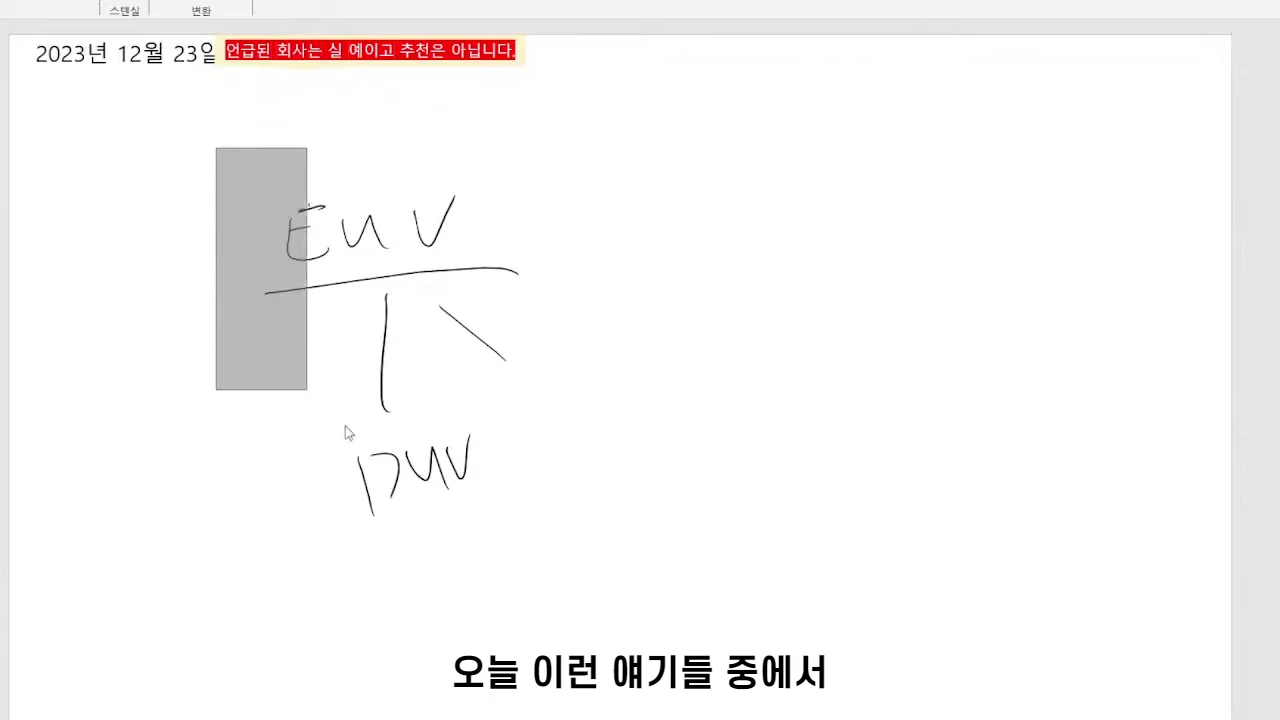 스텐실 변환
2023년 12월 23일 언급된 회사는 실 예이고 추천은 아닙니다.
EUV
DUV
오늘 이런 얘기들 중에서